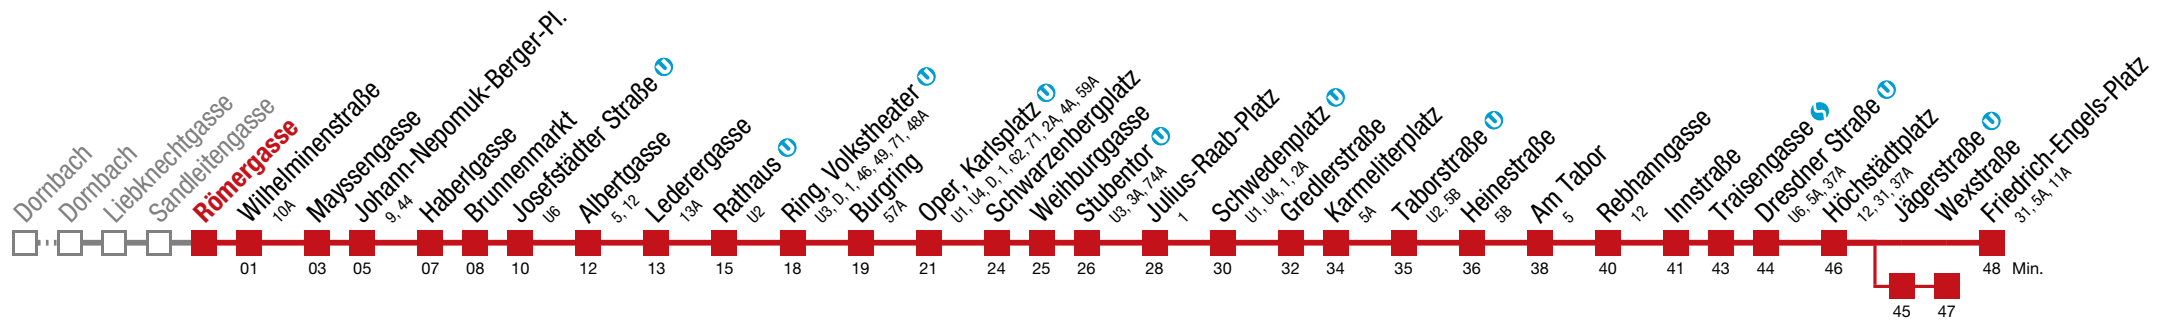 Dornbach
Dornbach
Liebknechtgasse
Sandleitengasse
Römergasse
Wilhelminenstraße
10A
Mayssengasse
Johann-Nepomuk-Berger-Pl.
9, 44
Haberlgasse
Brunnenmarkt
Josefstädter Straße U
U6
Albertgasse
5, 12
Lederergasse
13A
Rathaus U
U2
Ring, Volkstheater U
U3, D, 1, 46, 49, 71, 48A
Burgring
57A
Oper, Karlsplatz U
U1, U4, D, 1, 62, 71, 2A, 4A, 59A
Schwarzenbergplatz
Weihburggasse
Stubentor U
U3, 3A, 74A
Julius-Raab-Platz
1
Schwedenplatz U
U1, U4, 1, 2A
Gredlerstraße
Karmeliterplatz
5A
Taborstraße U
U2, 5B
Heinestraße
5B
Am Tabor
5
Rebhanngasse
12
Innstraße
Traisengasse S
Dresdner Straße U
U6, 5A, 37A
Höchstädtplatz
12, 31, 37A
Jägerstraße U
Wexstraße
Friedrich-Engels-Platz
31, 5A, 11A
01 03 05 07 08 10 12 13 15 18 19 21 24 25 26 28 30 32 34 35 36 38 40 41 43 44 46 48 Min.
45 47